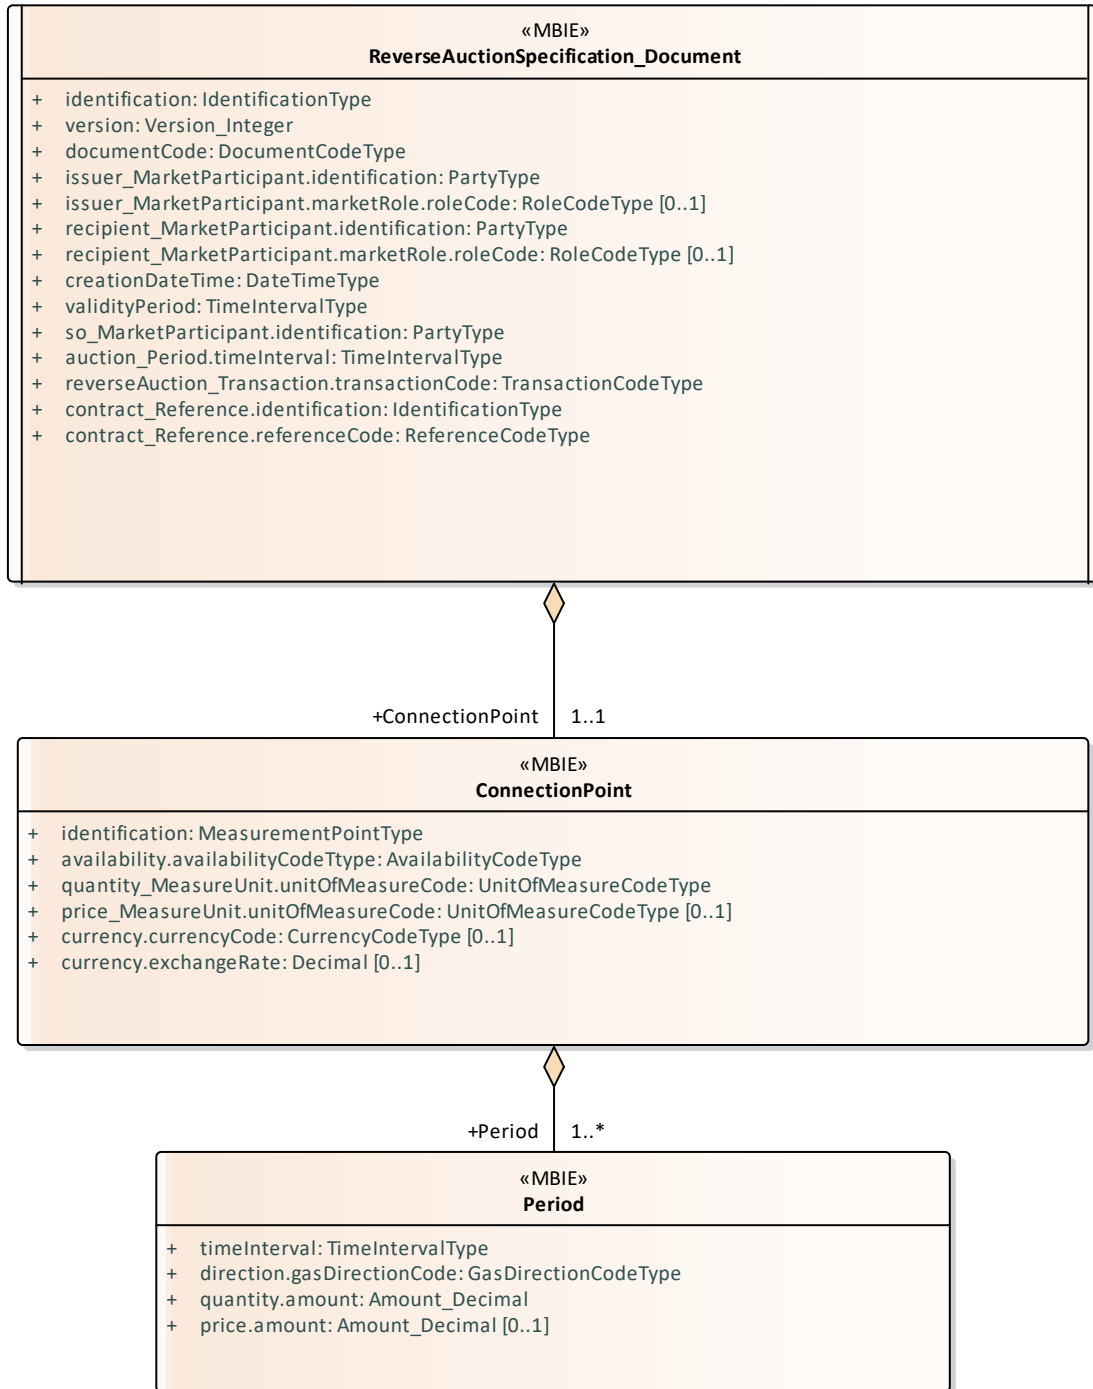 «MBIE»
ReverseAuctionSpecification_Document
+ identification: IdentificationType
+ version: Version_Integer
+ documentCode: DocumentCodeType
+ issuer_MarketParticipant.identification: PartyType
+ issuer_MarketParticipant.marketRole.roleCode: RoleCodeType [0..1]
+ recipient_MarketParticipant.identification: PartyType
+ recipient_MarketParticipant.marketRole.roleCode: RoleCodeType [0..1]
+ creationDateTime: DateTimeType
+ validityPeriod: TimeIntervalType
+ so_MarketParticipant.identification: PartyType
+ auction_Period.timeInterval: TimeIntervalType
+ reverseAuction_Transaction.transactionCode: TransactionCodeType
+ contract_Reference.identification: IdentificationType
+ contract_Reference.referenceCode: ReferenceCodeType
+ConnectionPoint 1..1
«MBIE»
ConnectionPoint
+ identification: MeasurementPointType
+ availability.availabilityCodeTtype: AvailabilityCodeType
+ quantity_MeasureUnit.unitOfMeasureCode: UnitOfMeasureCodeType
+ price_MeasureUnit.unitOfMeasureCode: UnitOfMeasureCodeType [0..1]
+ currency.currencyCode: CurrencyCodeType [0..1]
+ currency.exchangeRate: Decimal [0..1]
+Period 1..*
«MBIE»
Period
+ timeInterval: TimeIntervalType
+ direction.gasDirectionCode: GasDirectionCodeType
+ quantity.amount: Amount_Decimal
+ price.amount: Amount_Decimal [0..1]